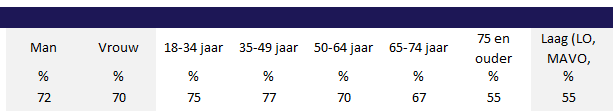 Man Vrouw 18-34 jaar 35-49 jaar 50-64 jaar 65-74 jaar 75 en ouder Laag (LO, MAVO,
% % % % % % % %
72 70 75 77 70 67 55 55